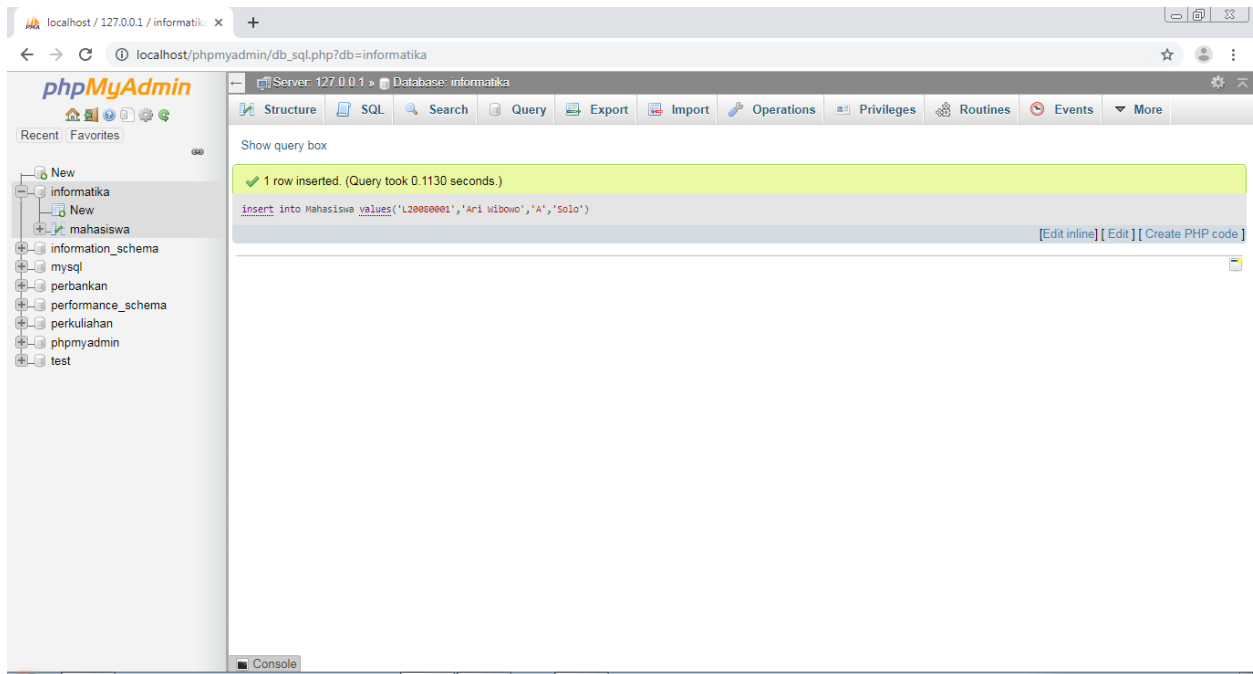 localhost / 127.0.0.1 / informatika
localhost/phpmyadmin/db_sql.php?db=informatika
phpMyAdmin
Recent Favorites
New
informatika
New
mahasiswa
information_schema
mysql
perbankan
performance_schema
perkuliahan
phpmyadmin
test
Server: 127.0.0.1 » Database: informatika
Structure SQL Search Query Export Import Operations Privileges Routines Events More
Show query box
1 row inserted. (Query took 0.1130 seconds.)
insert into Mahasiswa values('L20080001','Ari Wibowo','A','Solo')
[Edit inline] [ Edit ] [ Create PHP code ]
Console